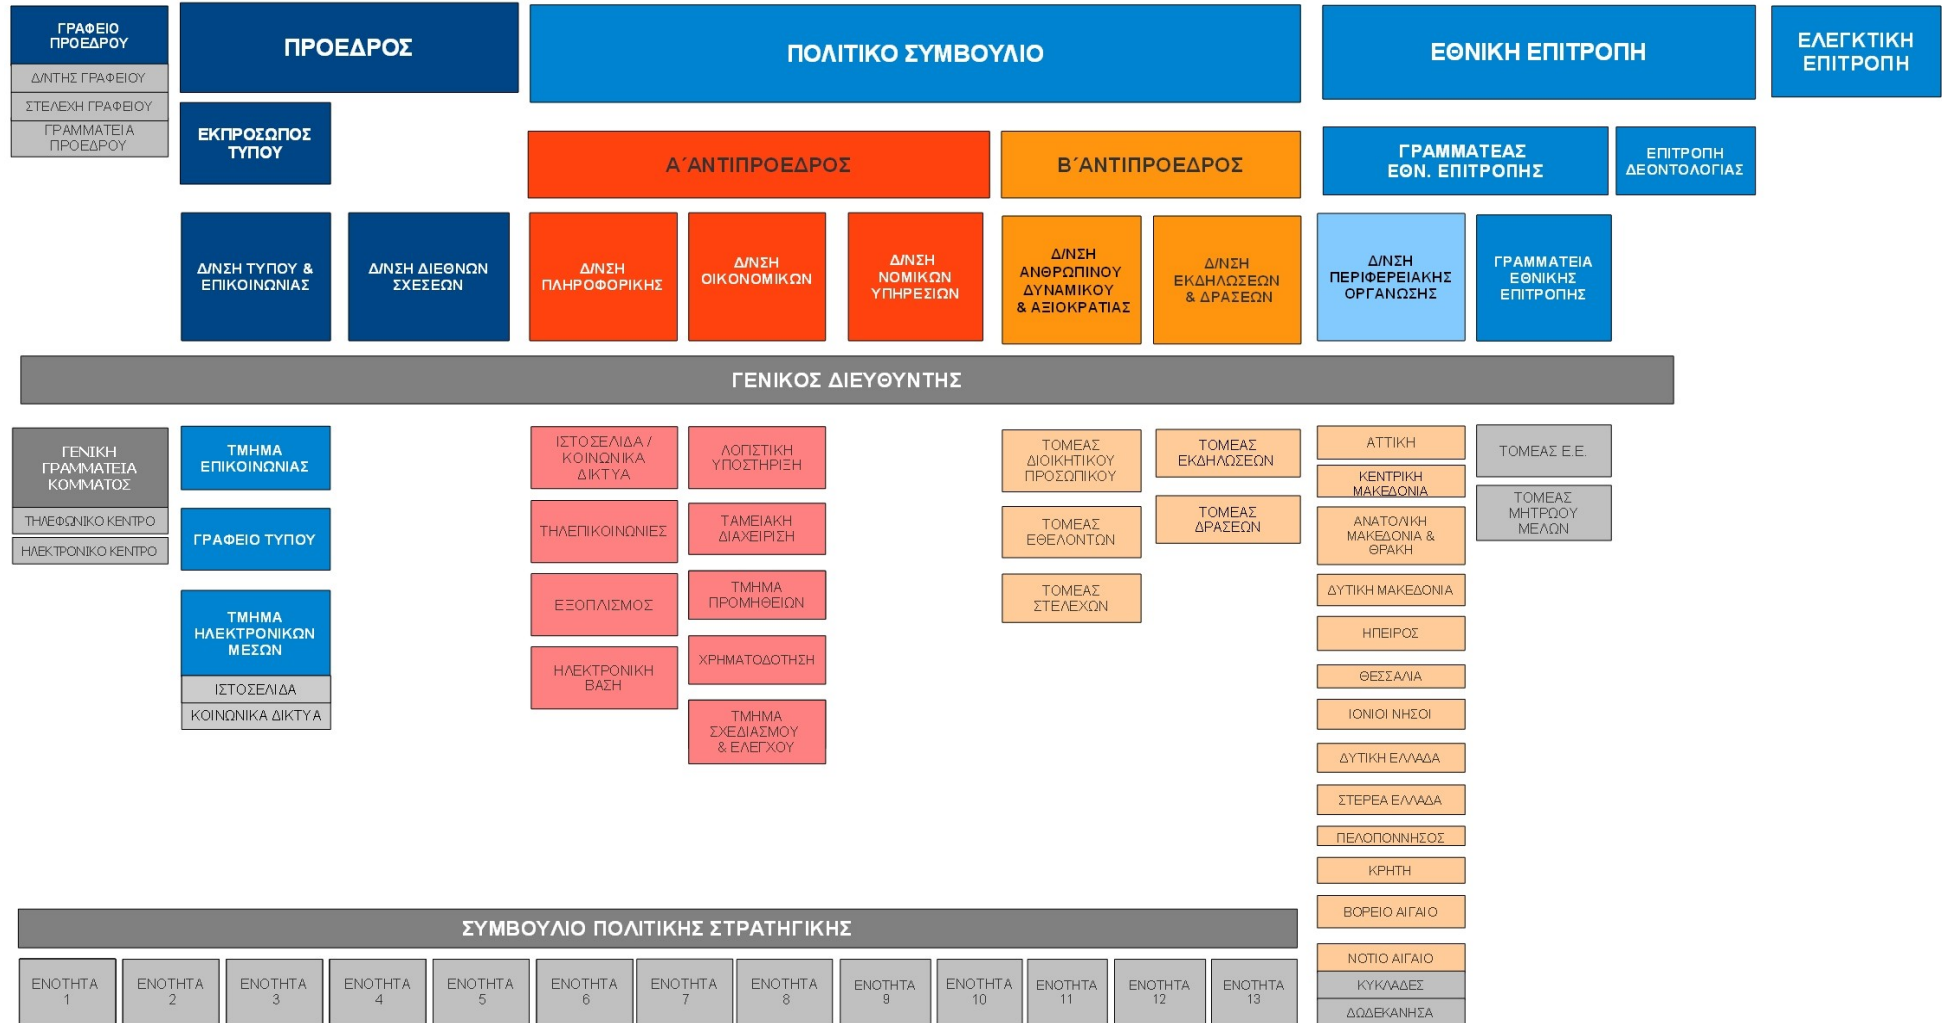 ΓΡΑΦΕΙΟ
ΠΡΟΕΔΡΟΥ
Δ/ΝΤΗΣ ΓΡΑΦΕΙΟΥ
ΣΤΕΛΕΧΗ ΓΡΑΦΕΙΟΥ
ΓΡΑΜΜΑΤΕΙΑ
ΠΡΟΕΔΡΟΥ
ΠΡΟΕΔΡΟΣ
ΠΟΛΙΤΙΚΟ ΣΥΜΒΟΥΛΙΟ
ΕΘΝΙΚΗ ΕΠΙΤΡΟΠΗ
ΕΛΕΓΚΤΙΚΗ
ΕΠΙΤΡΟΠΗ
ΕΚΠΡΟΣΩΠΟΣ
ΤΥΠΟΥ
Α΄ΑΝΤΙΠΡΟΕΔΡΟΣ
Β΄ΑΝΤΙΠΡΟΕΔΡΟΣ
ΓΡΑΜΜΑΤΕΑΣ
ΕΘΝ. ΕΠΙΤΡΟΠΗΣ
ΕΠΙΤΡΟΠΗ
ΔΕΟΝΤΟΛΟΓΙΑΣ
Δ/ΝΣΗ ΤΥΠΟΥ &
ΕΠΙΚΟΙΝΩΝΙΑΣ
Δ/ΝΣΗ ΔΙΕΘΝΩΝ
ΣΧΕΣΕΩΝ
Δ/ΝΣΗ
ΠΛΗΡΟΦΟΡΙΚΗΣ
Δ/ΝΣΗ
ΟΙΚΟΝΟΜΙΚΩΝ
Δ/ΝΣΗ
ΝΟΜΙΚΩΝ
ΥΠΗΡΕΣΙΩΝ
Δ/ΝΣΗ
ΑΝΘΡΩΠΙΝΟΥ
ΔΥΝΑΜΙΚΟΥ
& ΑΞΙΟΚΡΑΤΙΑΣ
Δ/ΝΣΗ
ΕΚΔΗΛΩΣΕΩΝ
& ΔΡΑΣΕΩΝ
Δ/ΝΣΗ
ΠΕΡΙΦΕΡΕΙΑΚΗΣ
ΟΡΓΑΝΩΣΗΣ
ΓΡΑΜΜΑΤΕΙΑ
ΕΘΝΙΚΗΣ
ΕΠΙΤΡΟΠΗΣ
ΓΕΝΙΚΟΣ ΔΙΕΥΘΥΝΤΗΣ
ΓΕΝΙΚΗ
ΓΡΑΜΜΑΤΕΙΑ
ΚΟΜΜΑΤΟΣ
ΤΗΛΕΦΩΝΙΚΟ ΚΕΝΤΡΟ
ΗΛΕΚΤΡΟΝΙΚΟ ΚΕΝΤΡΟ
ΤΜΗΜΑ
ΕΠΙΚΟΙΝΩΝΙΑΣ
ΓΡΑΦΕΙΟ ΤΥΠΟΥ
ΤΜΗΜΑ
ΗΛΕΚΤΡΟΝΙΚΩΝ
ΜΕΣΩΝ
ΙΣΤΟΣΕΛΙΔΑ
ΚΟΙΝΩΝΙΚΑ ΔΙΚΤΥΑ
ΙΣΤΟΣΕΛΙΔΑ /
ΚΟΙΝΩΝΙΚΑ
ΔΙΚΤΥΑ
ΤΗΛΕΠΙΚΟΙΝΩΝΙΕΣ
ΕΞΟΠΛΙΣΜΟΣ
ΗΛΕΚΤΡΟΝΙΚΗ
ΒΑΣΗ
ΛΟΓΙΣΤΙΚΗ
ΥΠΟΣΤΗΡΙΞΗ
ΤΑΜΕΙΑΚΗ
ΔΙΑΧΕΙΡΙΣΗ
ΤΜΗΜΑ
ΠΡΟΜΗΘΕΙΩΝ
ΧΡΗΜΑΤΟΔΟΤΗΣΗ
ΤΜΗΜΑ
ΣΧΕΔΙΑΣΜΟΥ
& ΕΛΕΓΧΟΥ
ΤΟΜΕΑΣ
ΔΙΟΙΚΗΤΙΚΟΥ
ΠΡΟΣΩΠΙΚΟΥ
ΤΟΜΕΑΣ
ΕΘΕΛΟΝΤΩΝ
ΤΟΜΕΑΣ
ΣΤΕΛΕΧΩΝ
ΤΟΜΕΑΣ
ΕΚΔΗΛΩΣΕΩΝ
ΤΟΜΕΑΣ
ΔΡΑΣΕΩΝ
ΑΤΤΙΚΗ
ΚΕΝΤΡΙΚΗ
ΜΑΚΕΔΟΝΙΑ
ΑΝΑΤΟΛΙΚΗ
ΜΑΚΕΔΟΝΙΑ &
ΘΡΑΚΗ
ΔΥΤΙΚΗ ΜΑΚΕΔΟΝΙΑ
ΗΠΕΙΡΟΣ
ΘΕΣΣΑΛΙΑ
ΙΟΝΙΟΙ ΝΗΣΟΙ
ΔΥΤΙΚΗ ΕΛΛΑΔΑ
ΣΤΕΡΕΑ ΕΛΛΑΔΑ
ΠΕΛΟΠΟΝΝΗΣΟΣ
ΚΡΗΤΗ
ΒΟΡΕΙΟ ΑΙΓΑΙΟ
ΝΟΤΙΟ ΑΙΓΑΙΟ
ΚΥΚΛΑΔΕΣ
ΔΩΔΕΚΑΝΗΣΑ
ΤΟΜΕΑΣ Ε.Ε.
ΤΟΜΕΑΣ
ΜΗΤΡΩΟΥ
ΜΕΛΩΝ
ΣΥΜΒΟΥΛΙΟ ΠΟΛΙΤΙΚΗΣ ΣΤΡΑΤΗΓΙΚΗΣ
ΕΝΟΤΗΤΑ
1
ΕΝΟΤΗΤΑ
2
ΕΝΟΤΗΤΑ
3
ΕΝΟΤΗΤΑ
4
ΕΝΟΤΗΤΑ
5
ΕΝΟΤΗΤΑ
6
ΕΝΟΤΗΤΑ
7
ΕΝΟΤΗΤΑ
8
ΕΝΟΤΗΤΑ
9
ΕΝΟΤΗΤΑ
10
ΕΝΟΤΗΤΑ
11
ΕΝΟΤΗΤΑ
12
ΕΝΟΤΗΤΑ
13